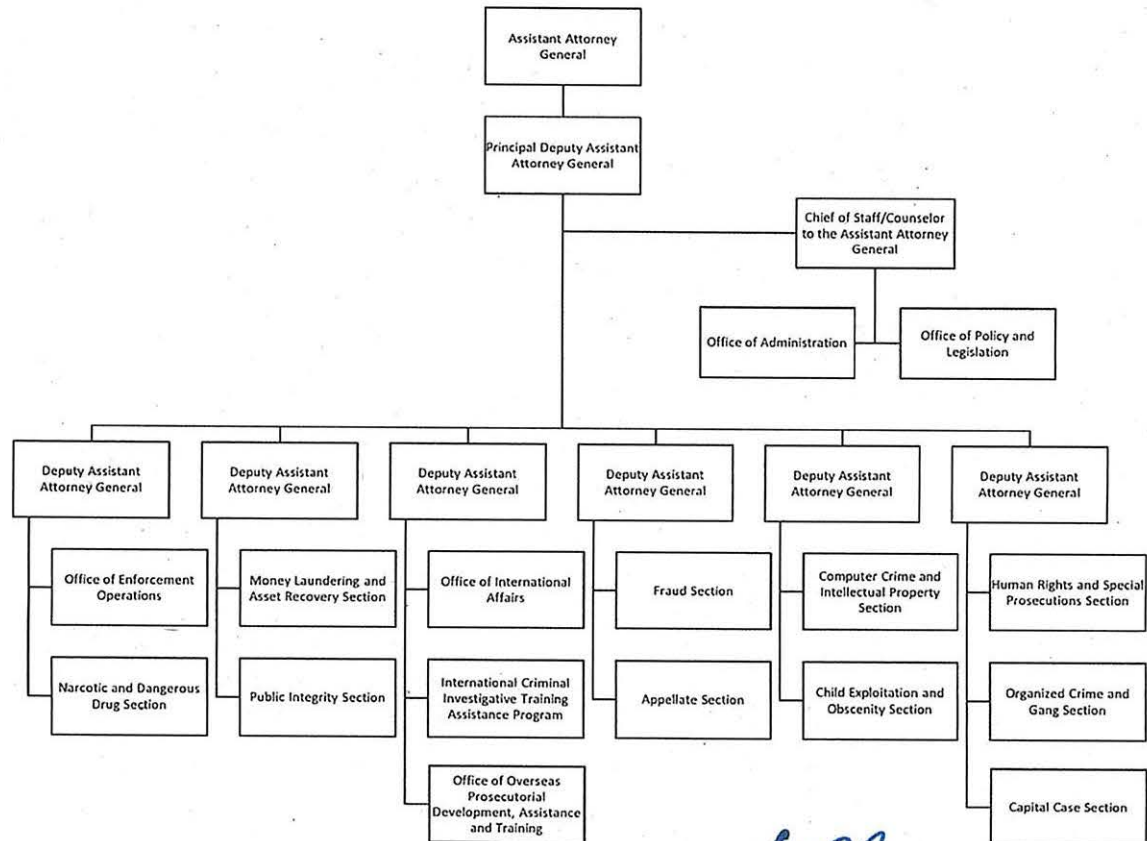 Assistant Attorney
General
Principal Deputy Assistant
Attorney General
Chief of Staff/Counselor
to the Assistant Attorney
General
Office of Administration
Office of Policy and
Legislation
Deputy Assistant
Attorney General
Deputy Assistant
Attorney General
Deputy Assistant
Attorney General
Deputy Assistant
Attorney General
Deputy Assistant
Attorney General
Deputy Assistant
Attorney General
Office of Enforcement
Operations
Money Laundering and
Asset Recovery Section
Office of International
Affairs
Fraud Section
Computer Crime and
Intellectual Property
Section
Human Rights and Special
Prosecutions Section
Narcotic and Dangerous
Drug Section
Public Integrity Section
International Criminal
Investigative Training
Assistance Program
Appellate Section
Child Exploitation and
Obscenity Section
Organized Crime and
Gang Section
Office of Overseas
Prosecutorial
Development, Assistance
and Training
Capital Case Section